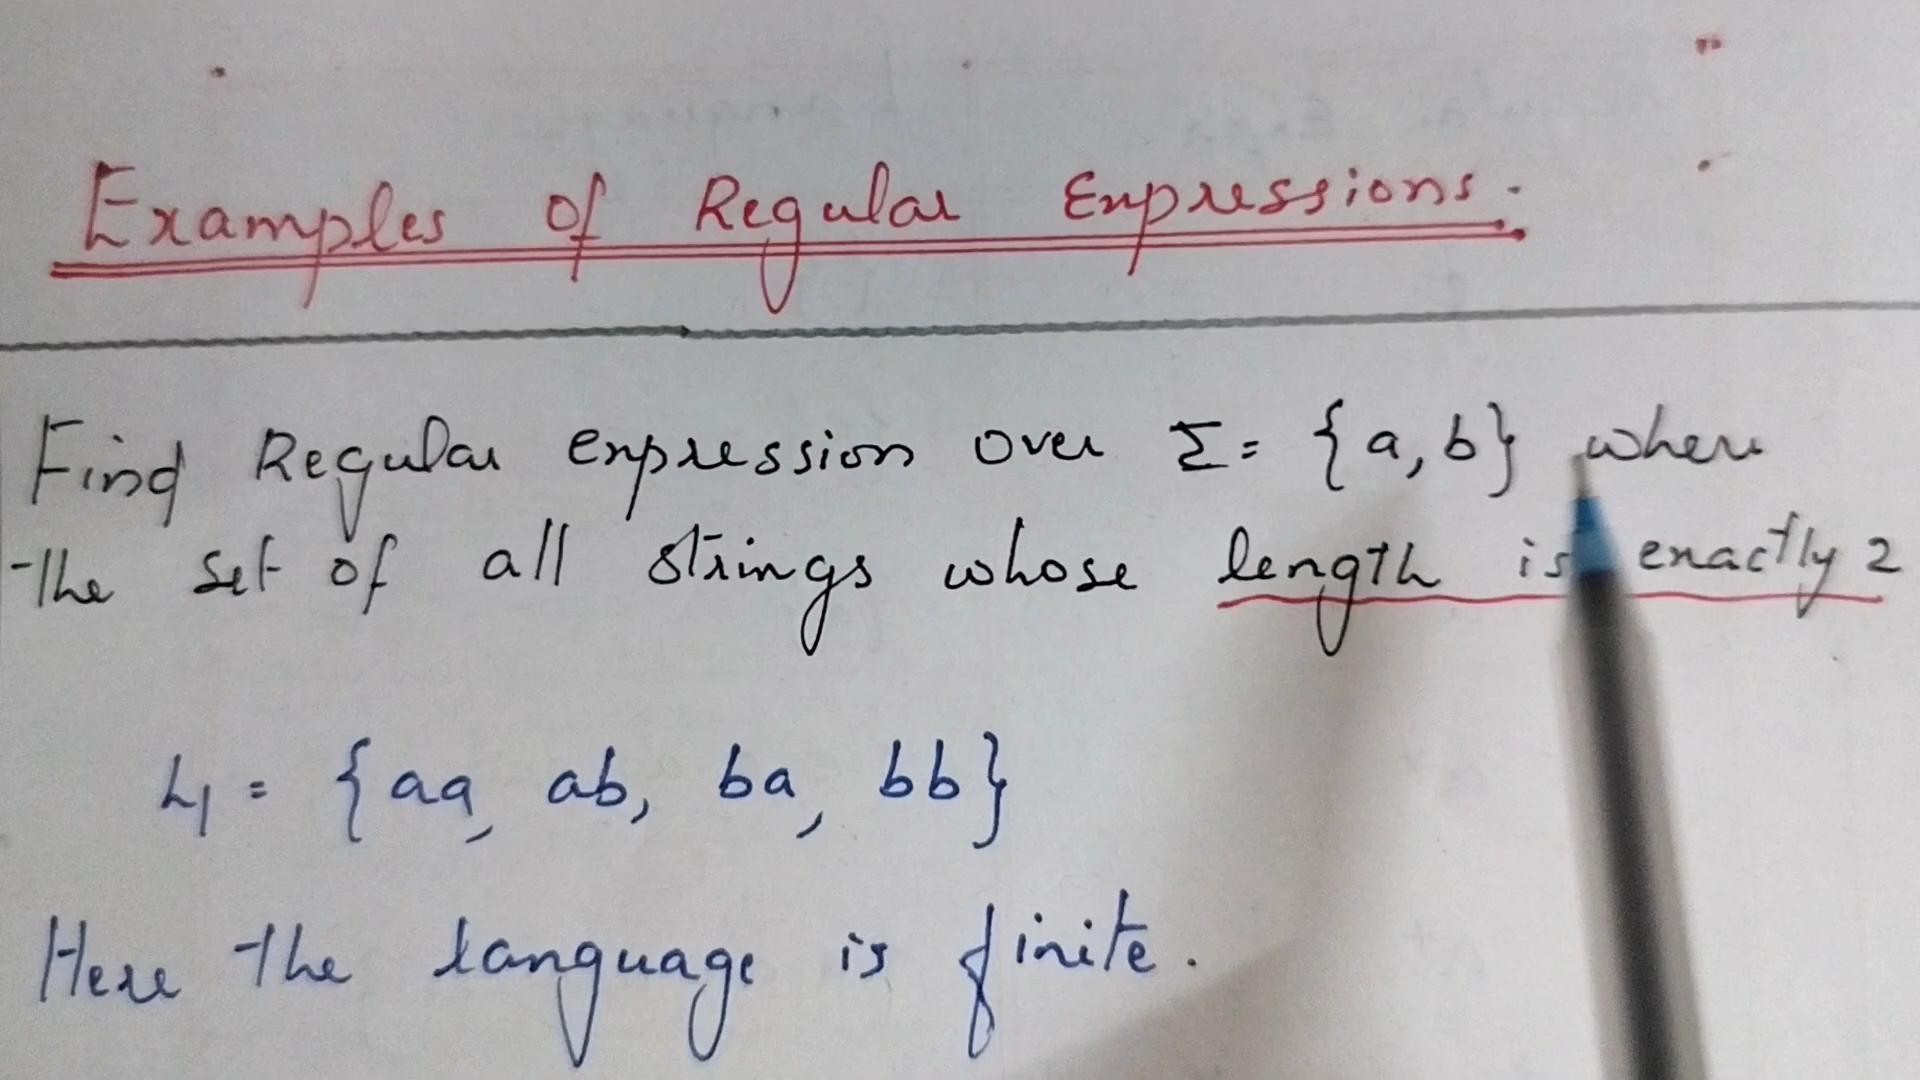 Examples of Regular Expressions.
Find Regular expression over Σ = {a, b} where
the set of all strings whose length is exactly 2
L1 = {aa, ab, ba, bb}
Here the language is finite.